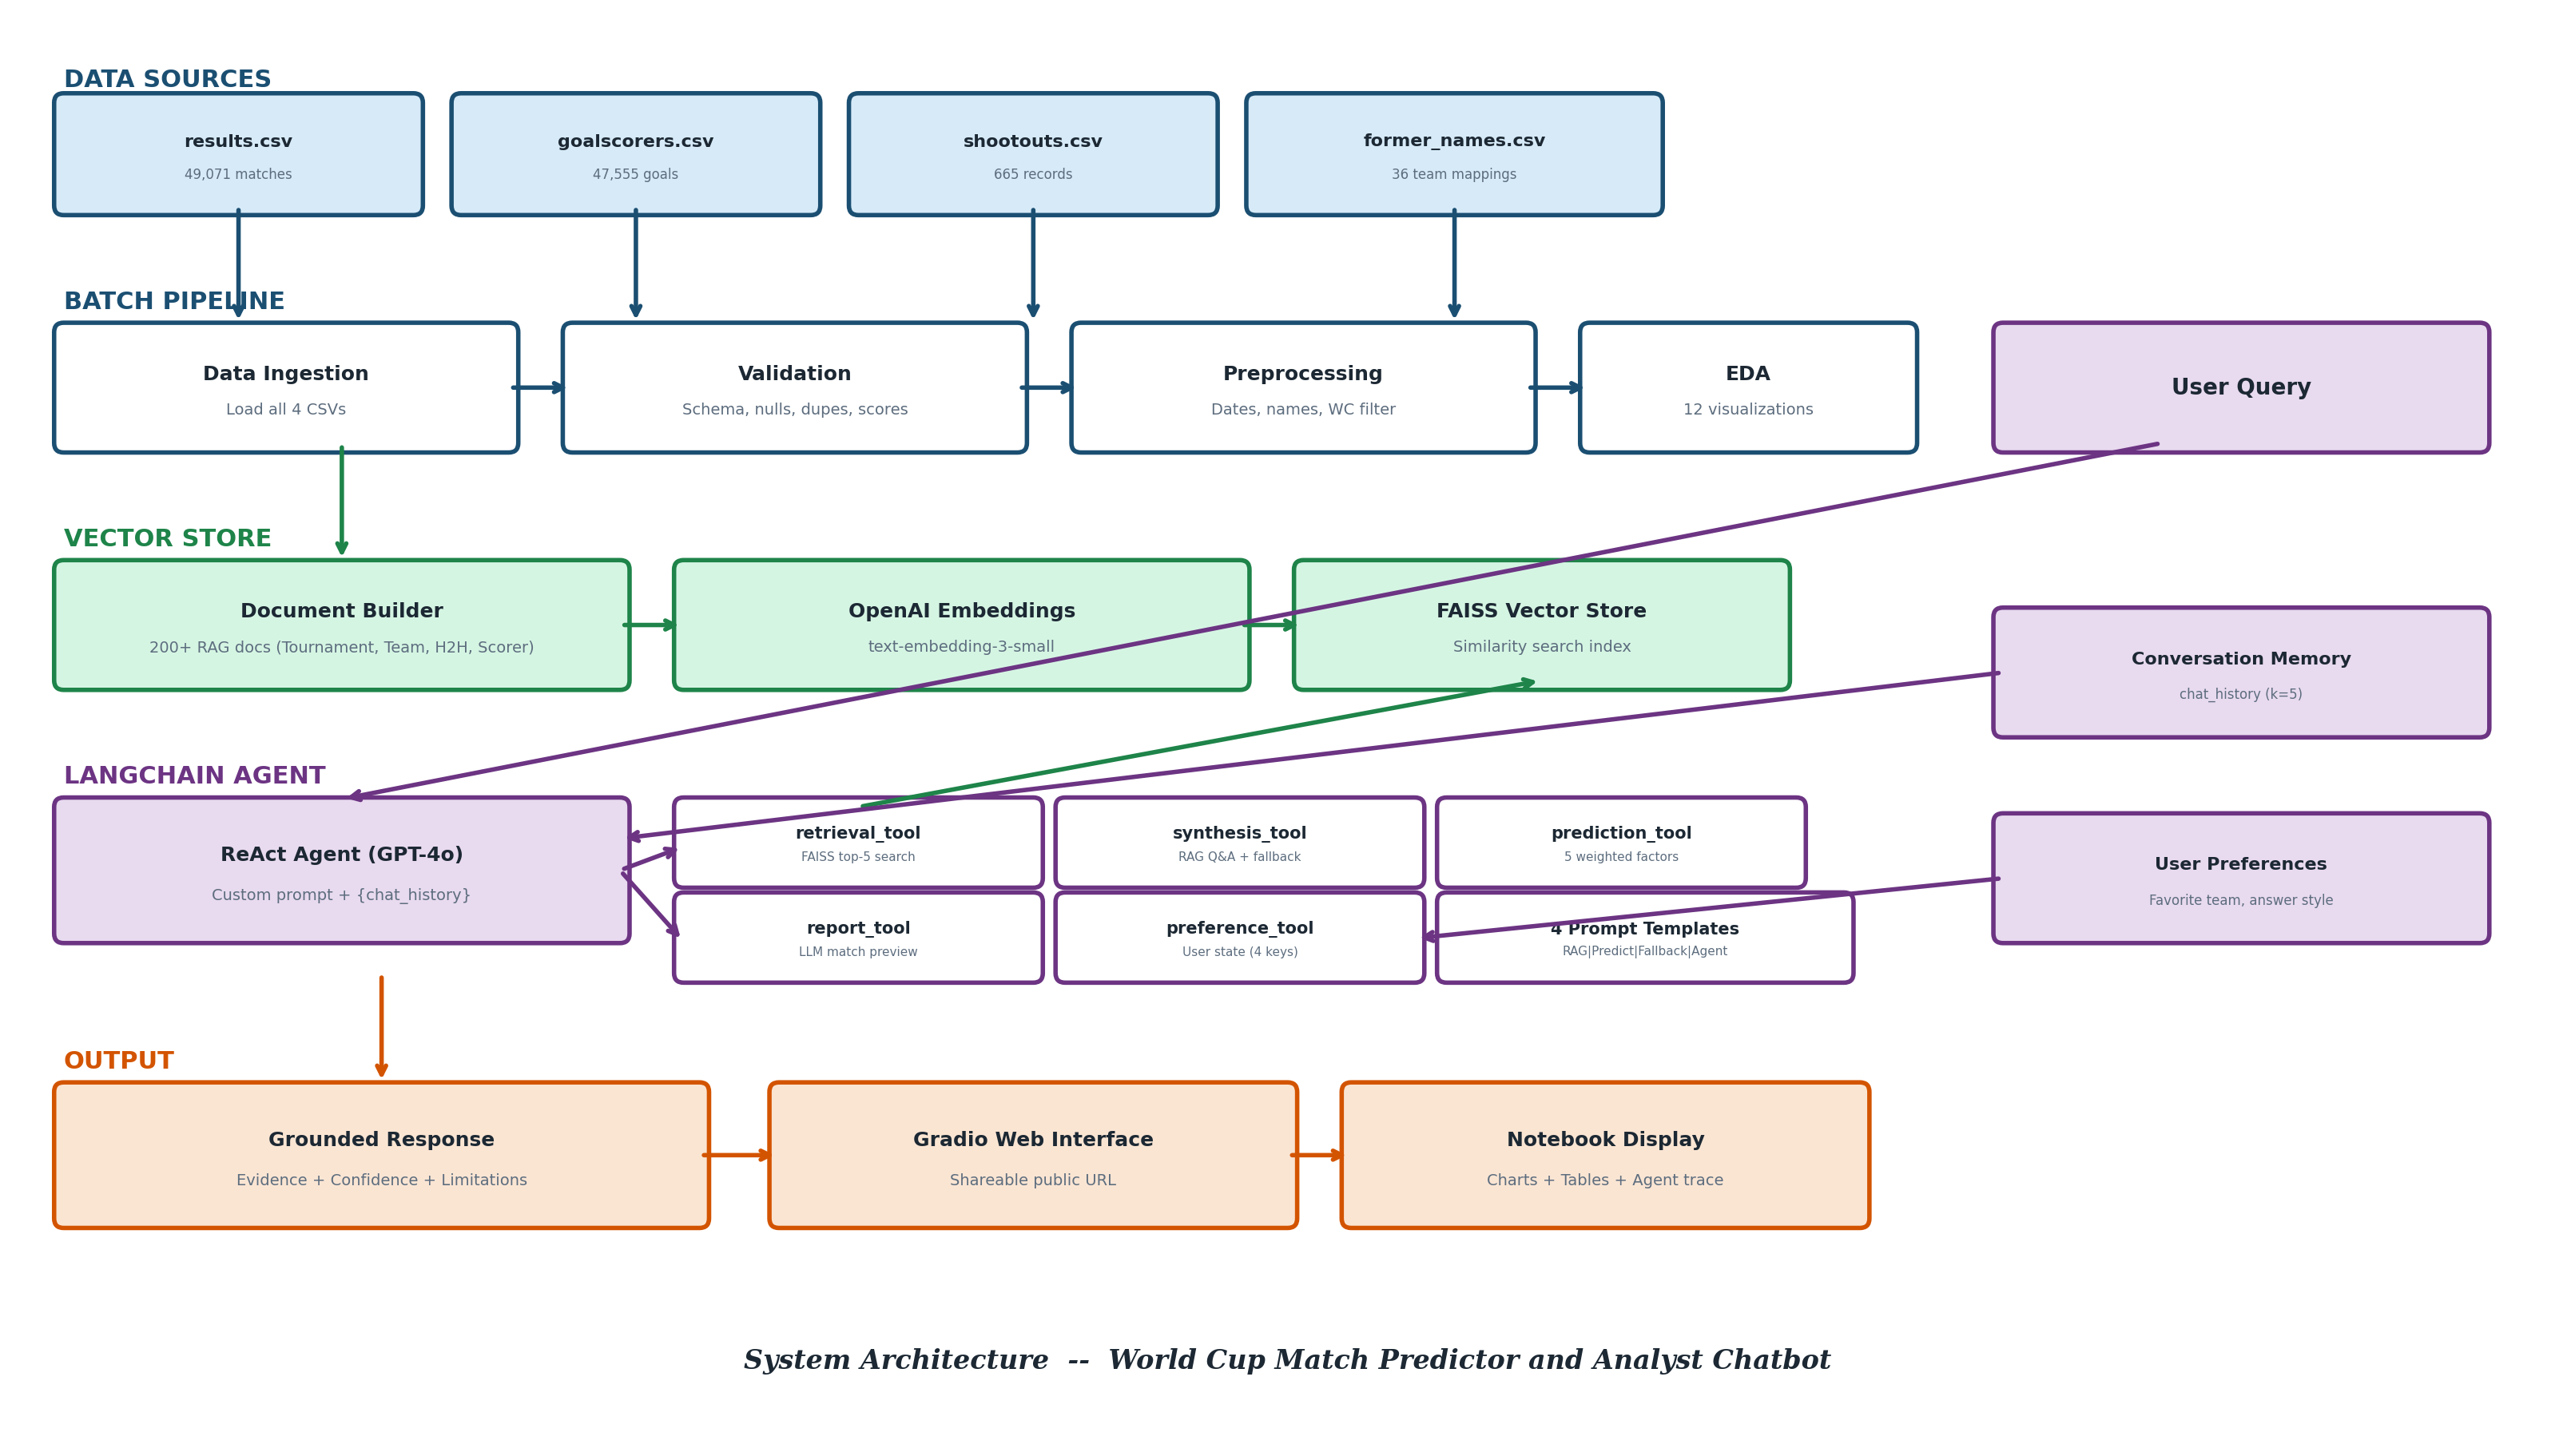 DATA SOURCES
results.csv
49,071 matches
goalscorers.csv
47,555 goals
shootouts.csv
665 records
former_names.csv
36 team mappings
BATCH PIPELINE
Data Ingestion
Load all 4 CSVs
Validation
Schema, nulls, dupes, scores
Preprocessing
Dates, names, WC filter
EDA
12 visualizations
User Query
VECTOR STORE
Document Builder
200+ RAG docs (Tournament, Team, H2H, Scorer)
OpenAI Embeddings
text-embedding-3-small
FAISS Vector Store
Similarity search index
Conversation Memory
chat_history (k=5)
LANGCHAIN AGENT
ReAct Agent (GPT-4o)
Custom prompt + {chat_history}
retrieval_tool
FAISS top-5 search
synthesis_tool
RAG Q&A + fallback
prediction_tool
5 weighted factors
report_tool
LLM match preview
preference_tool
User state (4 keys)
4 Prompt Templates
RAG|Predict|Fallback|Agent
User Preferences
Favorite team, answer style
OUTPUT
Grounded Response
Evidence + Confidence + Limitations
Gradio Web Interface
Shareable public URL
Notebook Display
Charts + Tables + Agent trace
System Architecture -- World Cup Match Predictor and Analyst Chatbot